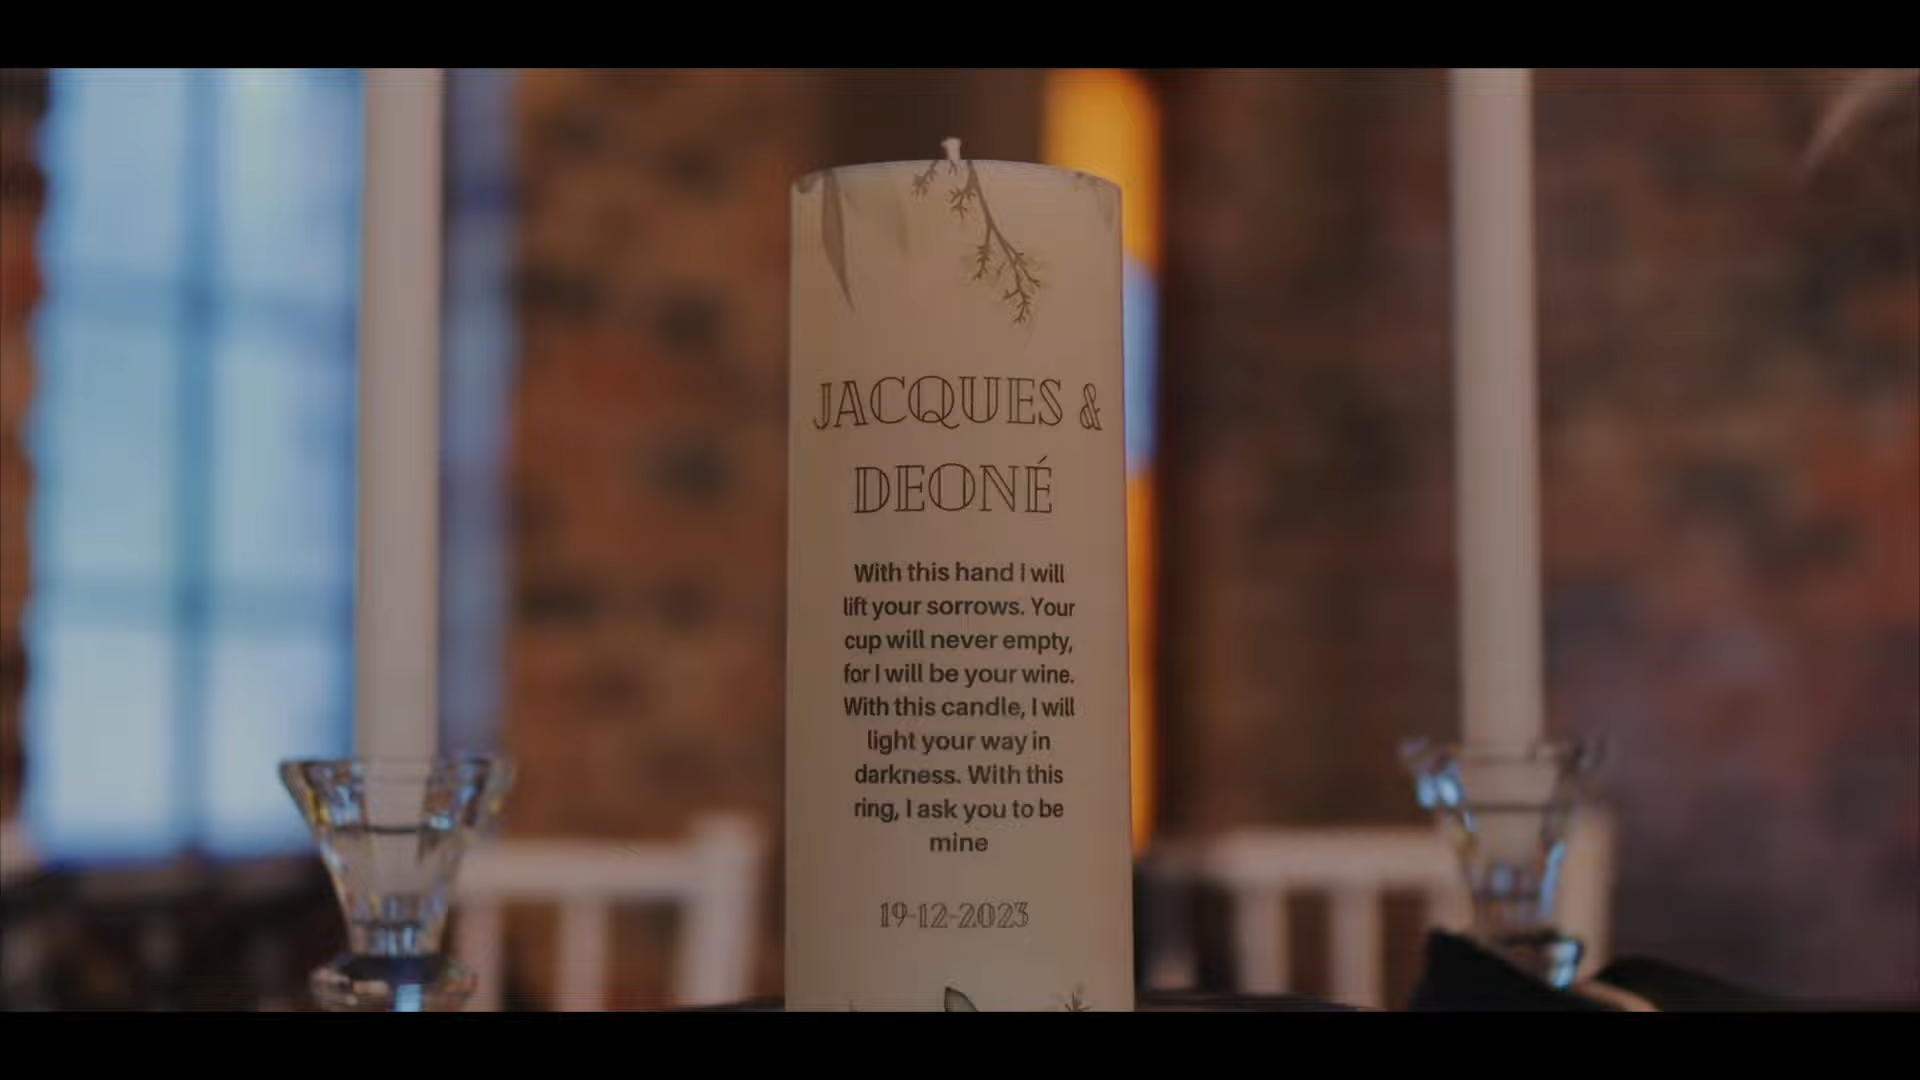 JACQUES &
DEONÉ
With this hand I will
lift your sorrows. Your
cup will never empty,
for I will be your wine.
With this candle, I will
light your way in
darkness. With this
ring, I ask you to be
mine
19-12-2023